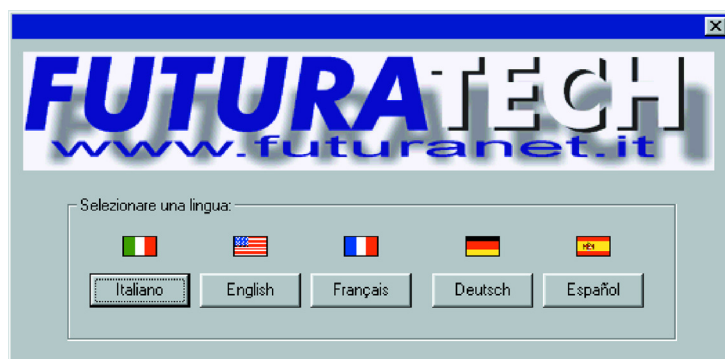 FUTURATECH
www.futuranet.it
Selezionare una lingua:
Italiano English Français Deutsch Español